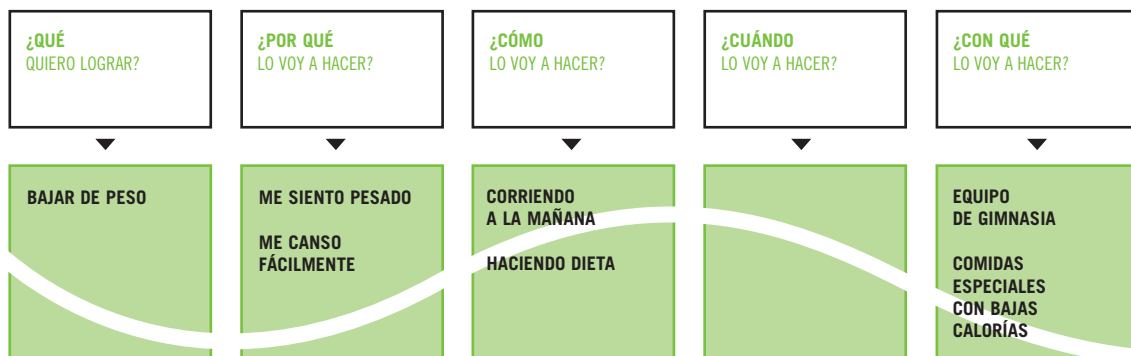 ¿QUÉ
QUIERO LOGRAR?
¿POR QUÉ
LO VOY A HACER?
¿CÓMO
LO VOY A HACER?
¿CUÁNDO
LO VOY A HACER?
¿CON QUÉ
LO VOY A HACER?
BAJAR DE PESO
ME SIENTO PESADO
ME CANSO
FÁCILMENTE
CORRIENDO
A LA MAÑANA
HACIENDO DIETA
EQUIPO
DE GIMNASIA
COMIDAS
ESPECIALES
CON BAJAS
CALORÍAS